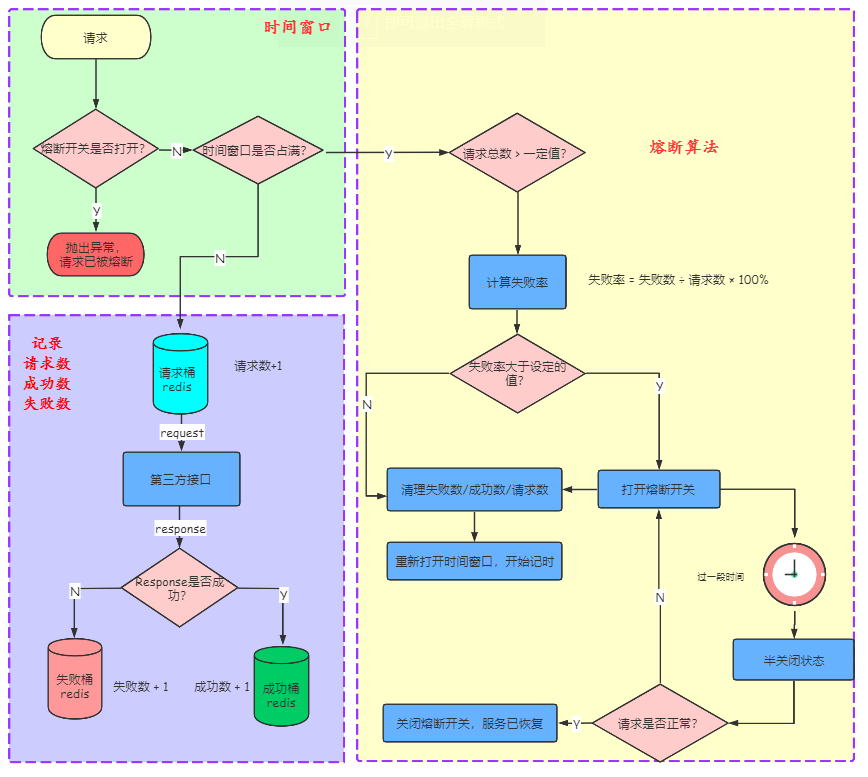 时间窗口
请求
熔断开关是否打开？
N
时间窗口是否占满？
y
y
抛出异常，
请求已被熔断
N
记录
请求数
成功数
失败数
请求桶
redis
请求数+1
request
第三方接口
response
Response是否成
功？
N
y
失败桶
redis
失败数 + 1
成功数 + 1
成功桶
redis
熔断算法
请求总数 > 一定值？
计算失败率
失败率 = 失败数 ÷ 请求数 × 100%
失败率大于设定的
值？
N
y
清理失败数/成功数/请求数
打开熔断开关
重新打开时间窗口，开始记时
过一段时间
N
半关闭状态
请求是否正常？
y
关闭熔断开关，服务已恢复